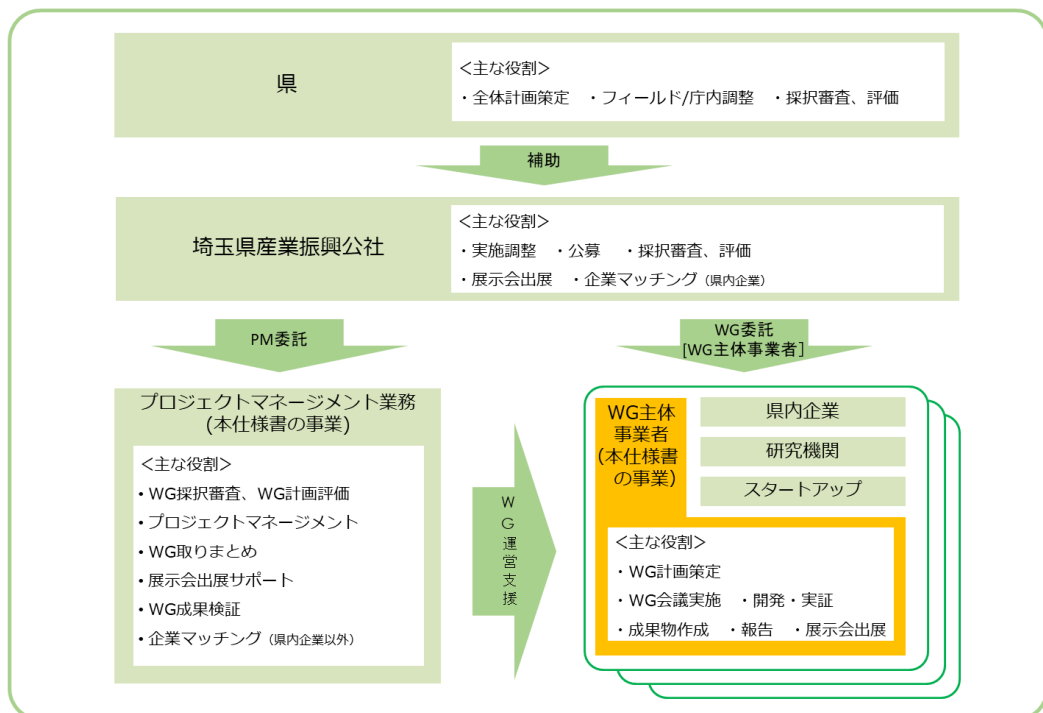 県
＜主な役割＞
・全体計画策定　・フィールド/庁内調整　・採択審査、評価
補助
埼玉県産業振興公社
＜主な役割＞
・実施調整　・公募　・採択審査、評価
・展示会出展　・企業マッチング（県内企業）
PM委託
WG委託
[WG主体事業者］
プロジェクトマネージメント業務
(本仕様書の事業)
＜主な役割＞
・WG採択審査、WG計画評価
・プロジェクトマネージメント
・WG取りまとめ
・展示会出展サポート
・WG成果検証
・企業マッチング（県内企業以外）
ＷＧ運営支援
WG主体
事業者
(本仕様書
の事業)
県内企業
研究機関
スタートアップ
＜主な役割＞
・WG計画策定
・WG会議実施　・開発・実証
・成果物作成　・報告　・展示会出展